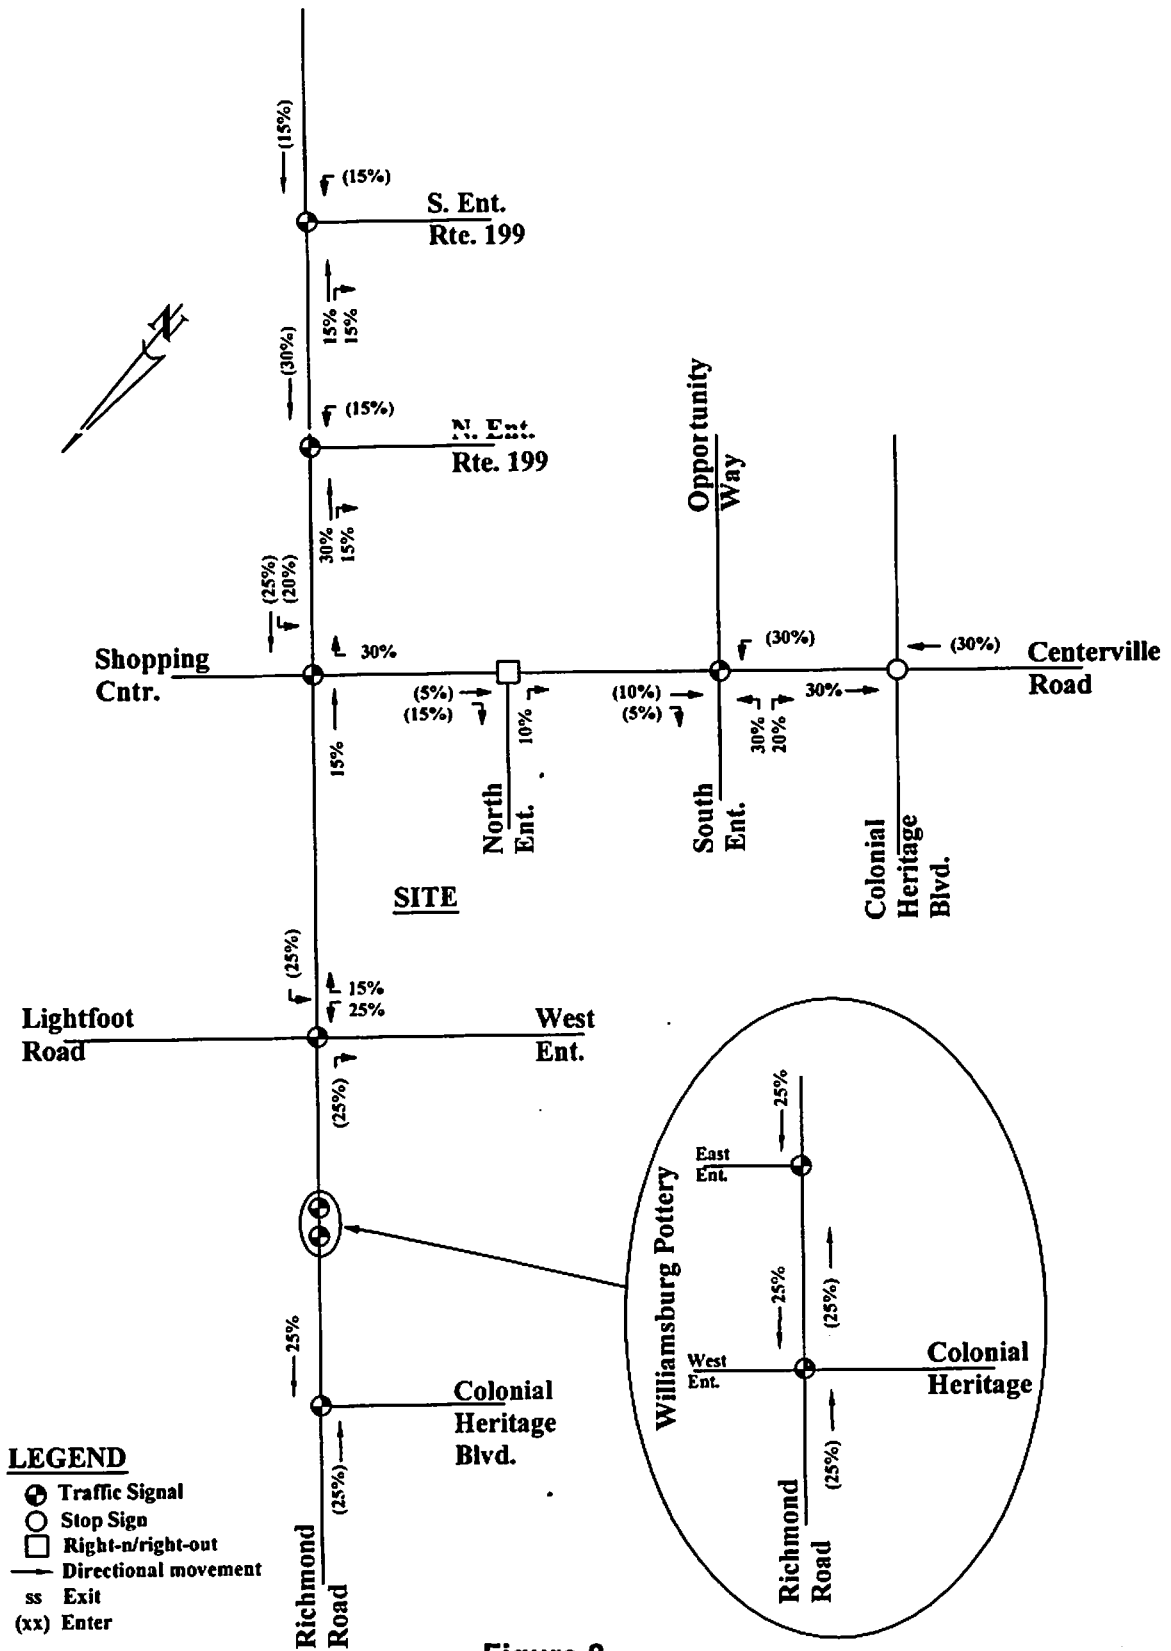 (15%)
(15%)
S. Ent.
Rte. 199
N
15%
15%
(30%)
(15%)
N. Ent.
Rte. 199
30%
15%
(25%)
(20%)
Opportunity
Way
Shopping
Cntr.
30%
(5%)
(15%)
10%
(10%)
(5%)
(30%)
30%
20%
30%
(30%)
Centerville
Road
15%
North
Ent.
South
Ent.
Colonial
Heritage
Blvd.
SITE
(25%)
15%
25%
Lightfoot
Road
West
Ent.
(25%)
25%
East
Ent.
Williamsburg Pottery
25%
(25%)
West
Ent.
Colonial
Heritage
(25%)
Richmond
Road
25%
Colonial
Heritage
Blvd.
(25%)
Richmond
Road
LEGEND
Traffic Signal
Stop Sign
Right-n/right-out
Directional movement
ss Exit
(xx) Enter